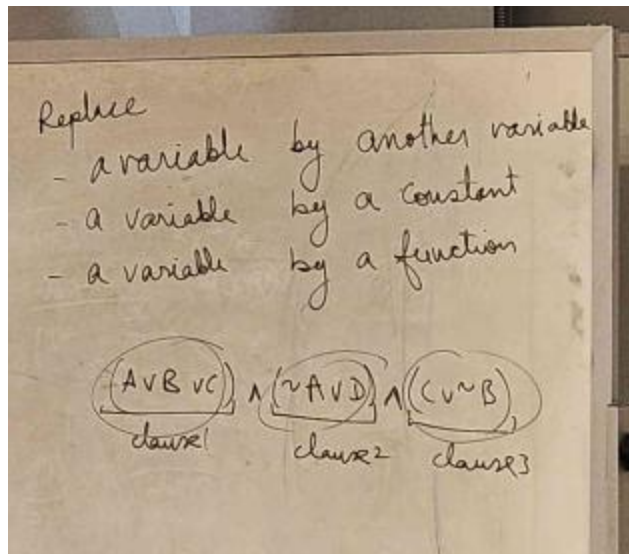 Replace
- a variable by another variable
- a variable by a constant
- a variable by a function
(A∨B∨C) ∧ (~A∨D) ∧ (C∨~B)
clause1 clause2 clause3